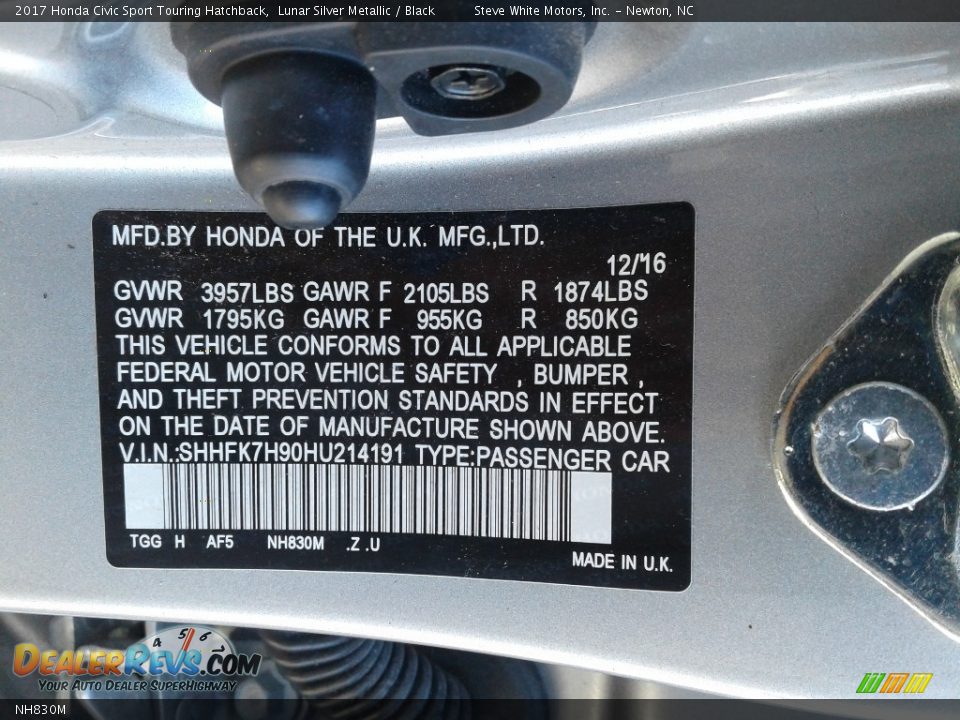 2017 Honda Civic Sport Touring Hatchback, Lunar Silver Metallic / Black Steve White Motors, Inc. - Newton, NC
MFD.BY HONDA OF THE U.K. MFG.,LTD.
12/16
GVWR 3957LBS GAWR F 2105LBS R 1874LBS
GVWR 1795KG GAWR F 955KG R 850KG
THIS VEHICLE CONFORMS TO ALL APPLICABLE
FEDERAL MOTOR VEHICLE SAFETY , BUMPER ,
AND THEFT PREVENTION STANDARDS IN EFFECT
ON THE DATE OF MANUFACTURE SHOWN ABOVE.
V.I.N.:SHHFK7H90HU214191 TYPE:PASSENGER CAR
TGG H AF5 NH830M .Z .U
MADE IN U.K.
4 5 6
DEALERREVS.COM
YOUR AUTO DEALER SUPERHIGHWAY
NH830M